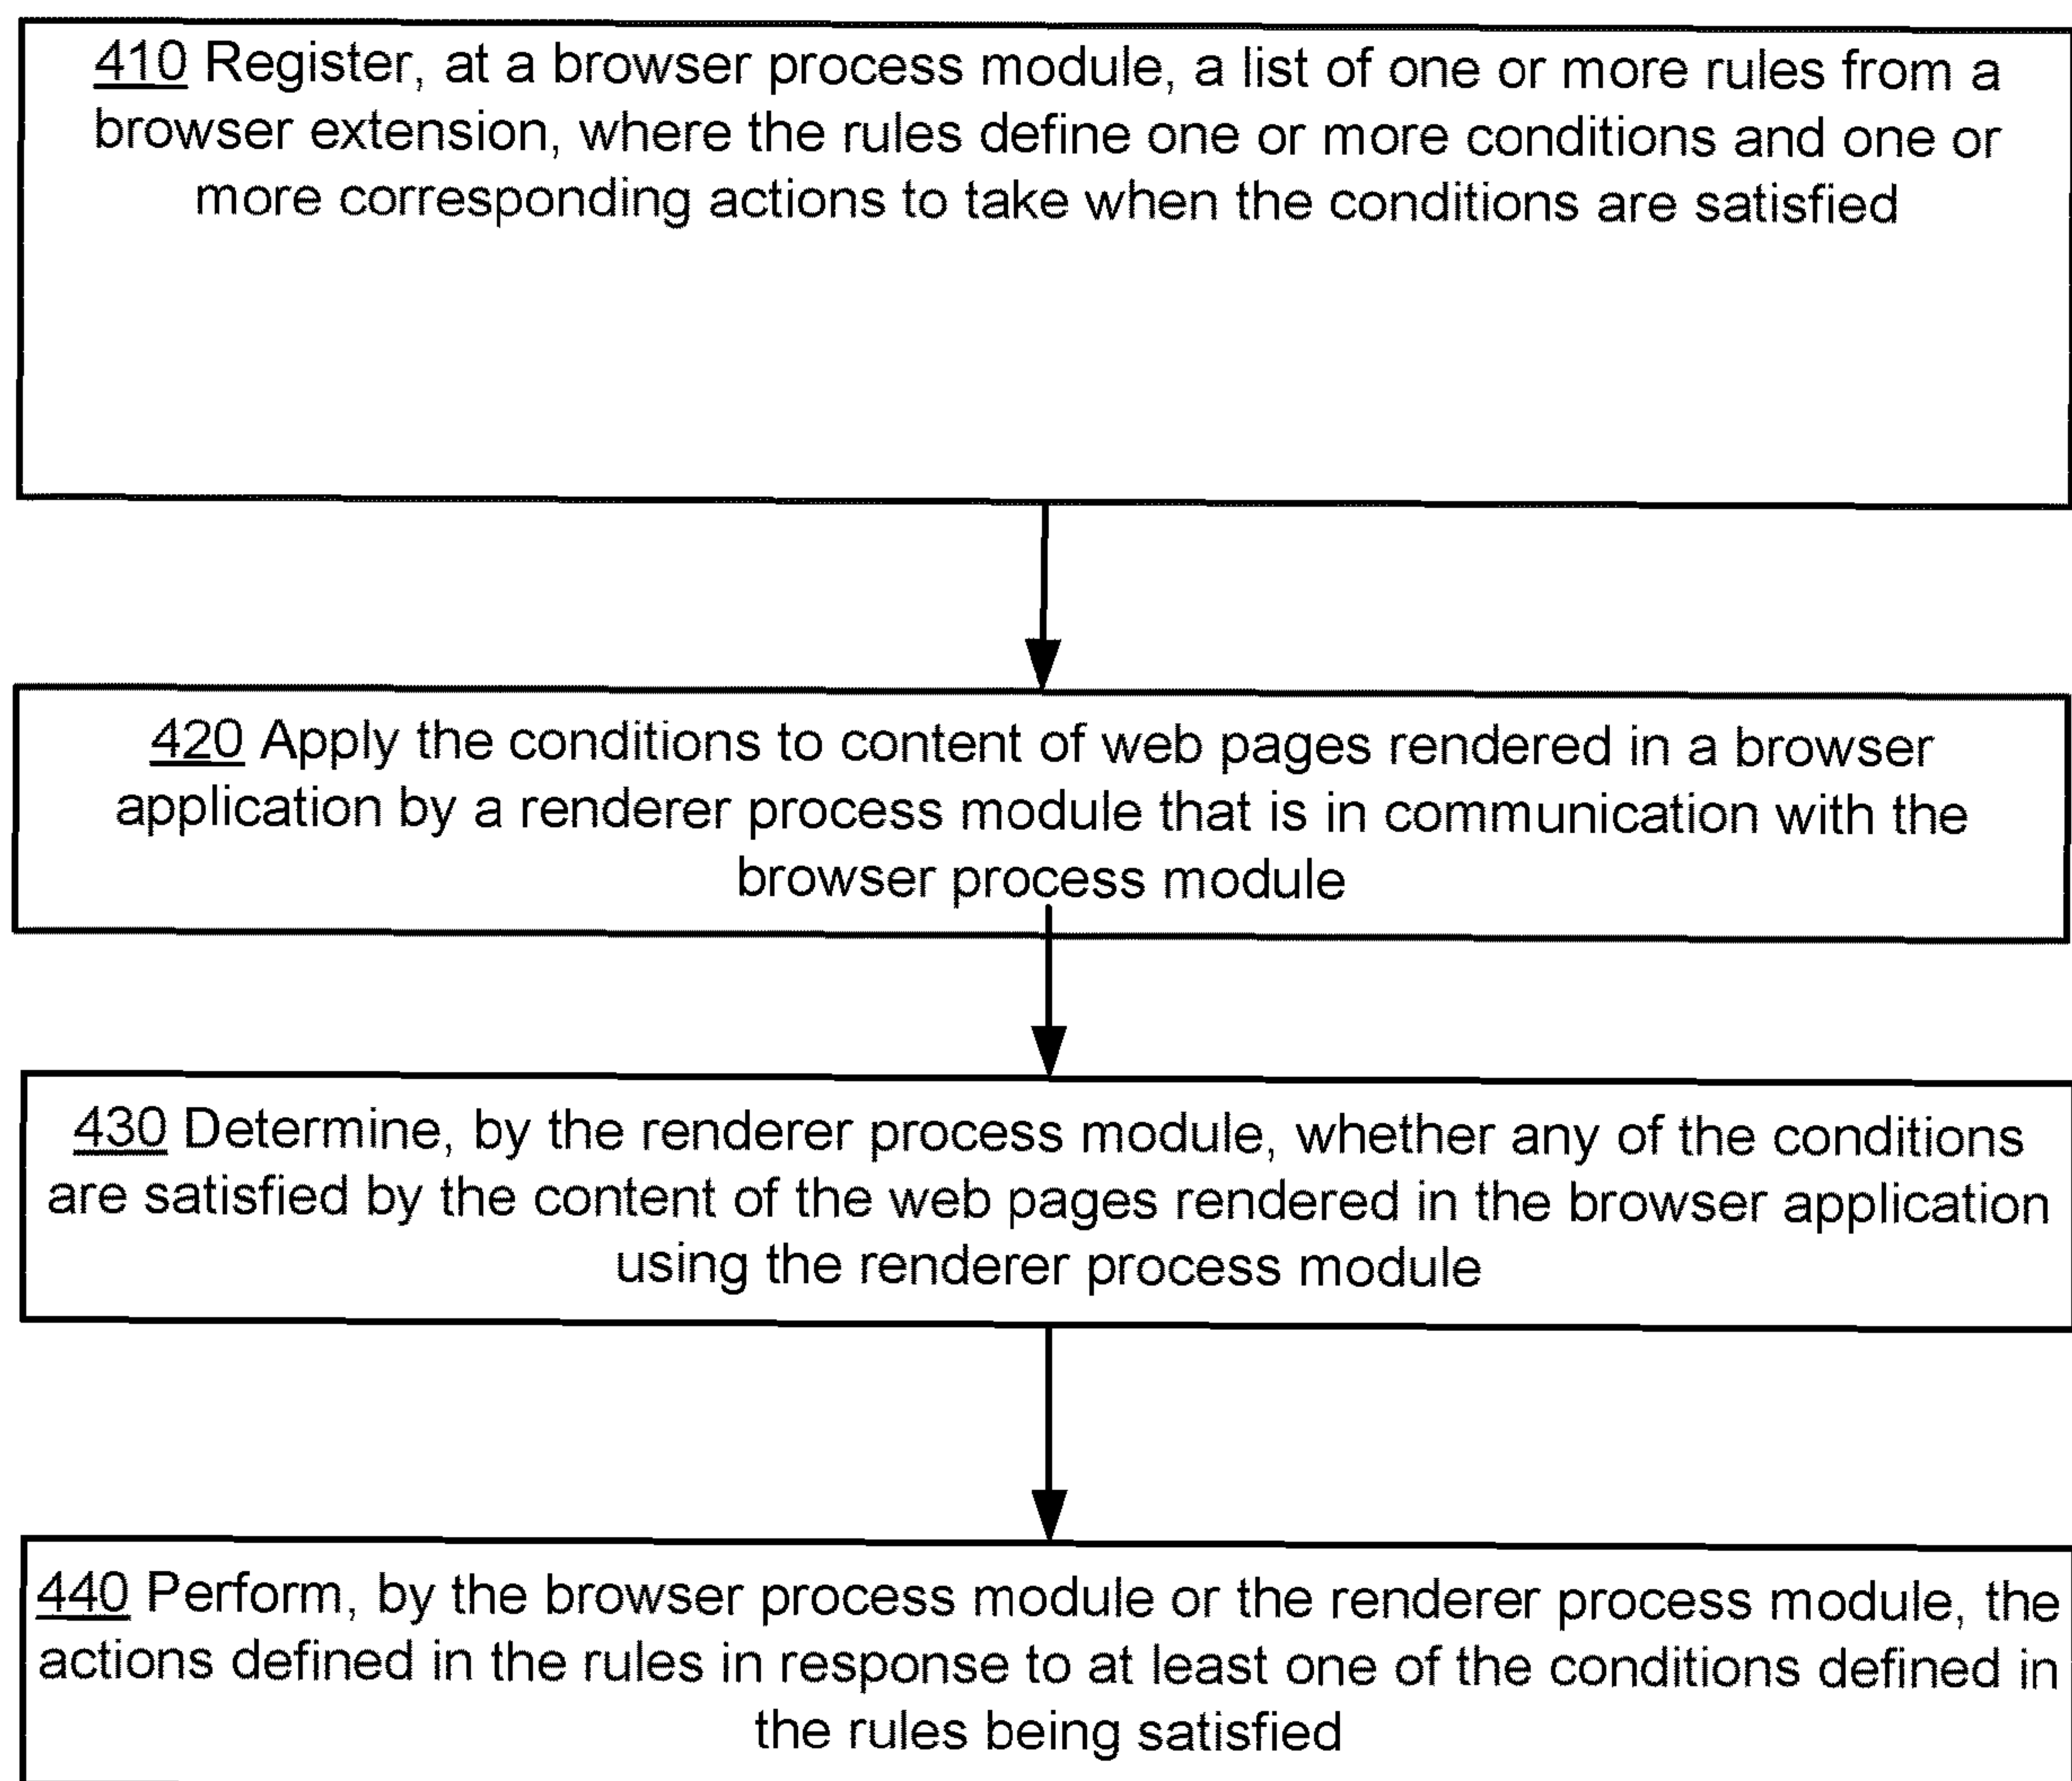 410 Register, at a browser process module, a list of one or more rules from a
browser extension, where the rules define one or more conditions and one or
more corresponding actions to take when the conditions are satisfied
420 Apply the conditions to content of web pages rendered in a browser
application by a renderer process module that is in communication with the
browser process module
430 Determine, by the renderer process module, whether any of the conditions
are satisfied by the content of the web pages rendered in the browser application
using the renderer process module
440 Perform, by the browser process module or the renderer process module, the
actions defined in the rules in response to at least one of the conditions defined in
the rules being satisfied